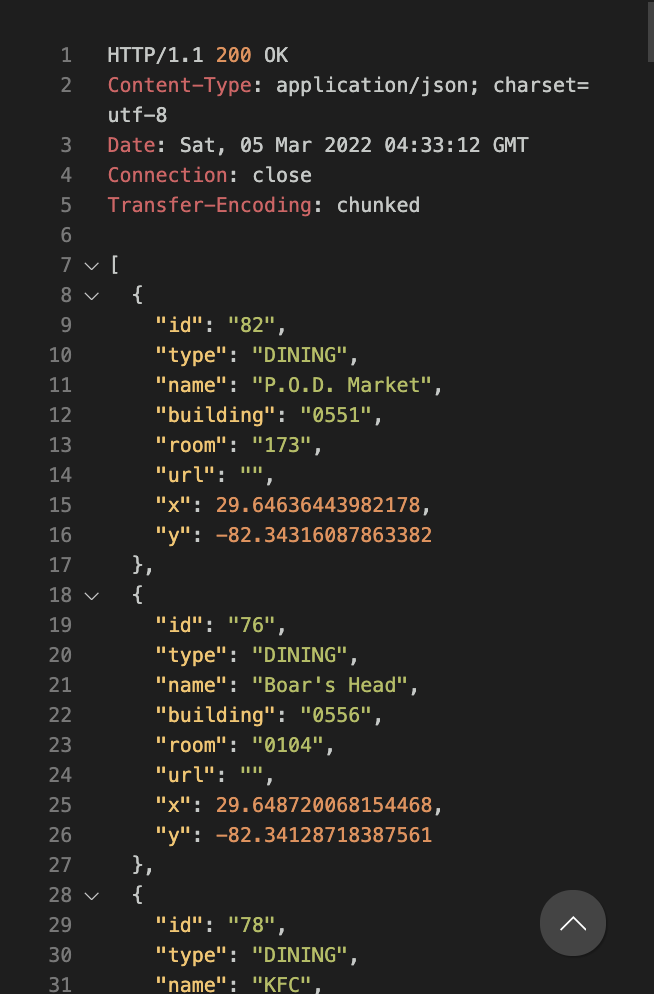 1 HTTP/1.1 200 OK
2 Content-Type: application/json; charset=
utf-8
3 Date: Sat, 05 Mar 2022 04:33:12 GMT
4 Connection: close
5 Transfer-Encoding: chunked
6
7 [
8 {
9 "id": "82",
10 "type": "DINING",
11 "name": "P.O.D. Market",
12 "building": "0551",
13 "room": "173",
14 "url": "",
15 "x": 29.64636443982178,
16 "y": -82.34316087863382
17 },
18 {
19 "id": "76",
20 "type": "DINING",
21 "name": "Boar's Head",
22 "building": "0556",
23 "room": "0104",
24 "url": "",
25 "x": 29.648720068154468,
26 "y": -82.34128718387561
27 },
28 {
29 "id": "78",
30 "type": "DINING",
31 "name": "KFC",